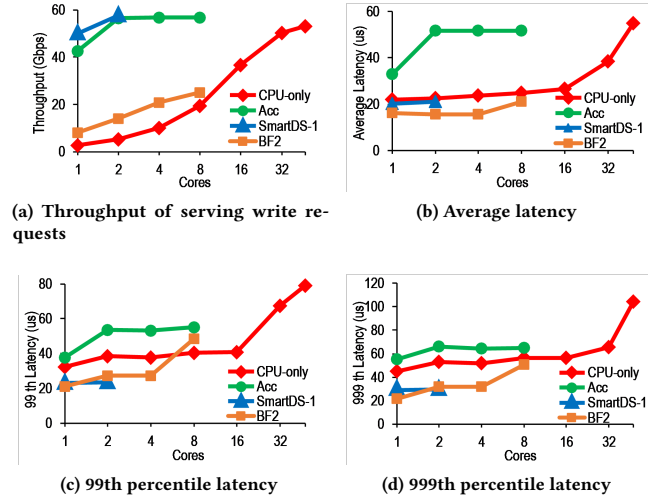 60
40
20
0
Throughput (Gbps)
1 2 4 8 16 32
Cores
CPU-only
Acc
SmartDS-1
BF2
(a) Throughput of serving write re-
quests
60
40
20
0
Average Latency (us)
1 2 4 8 16 32
Cores
CPU-only
Acc
SmartDS-1
BF2
(b) Average latency
80
60
40
20
0
99 th Latency (us)
1 2 4 8 16 32
Cores
CPU-only
Acc
SmartDS-1
BF2
(c) 99th percentile latency
120
100
80
60
40
20
0
999 th Latency (us)
1 2 4 8 16 32
Cores
CPU-only
Acc
SmartDS-1
BF2
(d) 999th percentile latency